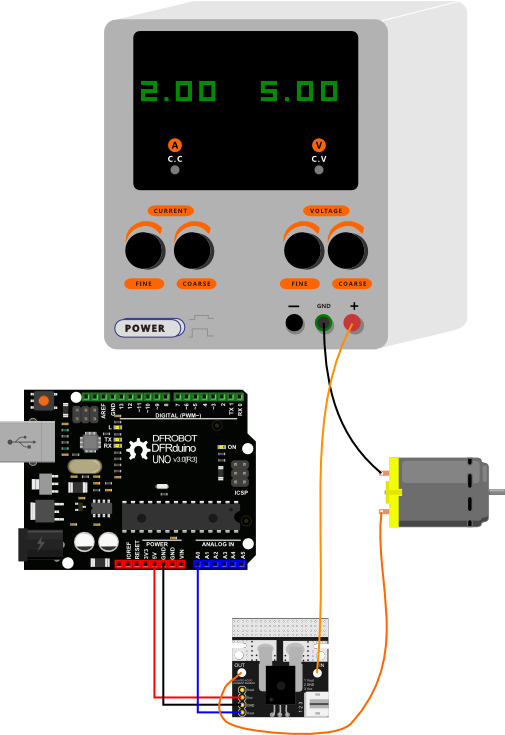 2.00 5.00
A V
C.C C.V
CURRENT VOLTAGE
FINE COARSE FINE COARSE
− GND +
POWER
AREF GND 13 12 ~11 ~10 ~9 8 7 ~6 ~5 4 ~3 2 TX 1 RX 0
DIGITAL (PWM~)
L
TX
RX
DFROBOT
DFRduino
UNO v3.0[R3]
ON
ICSP
POWER ANALOG IN
IOREF RESET 3V3 5V GND GND VIN A0 A1 A2 A3 A4 A5
OUT IN